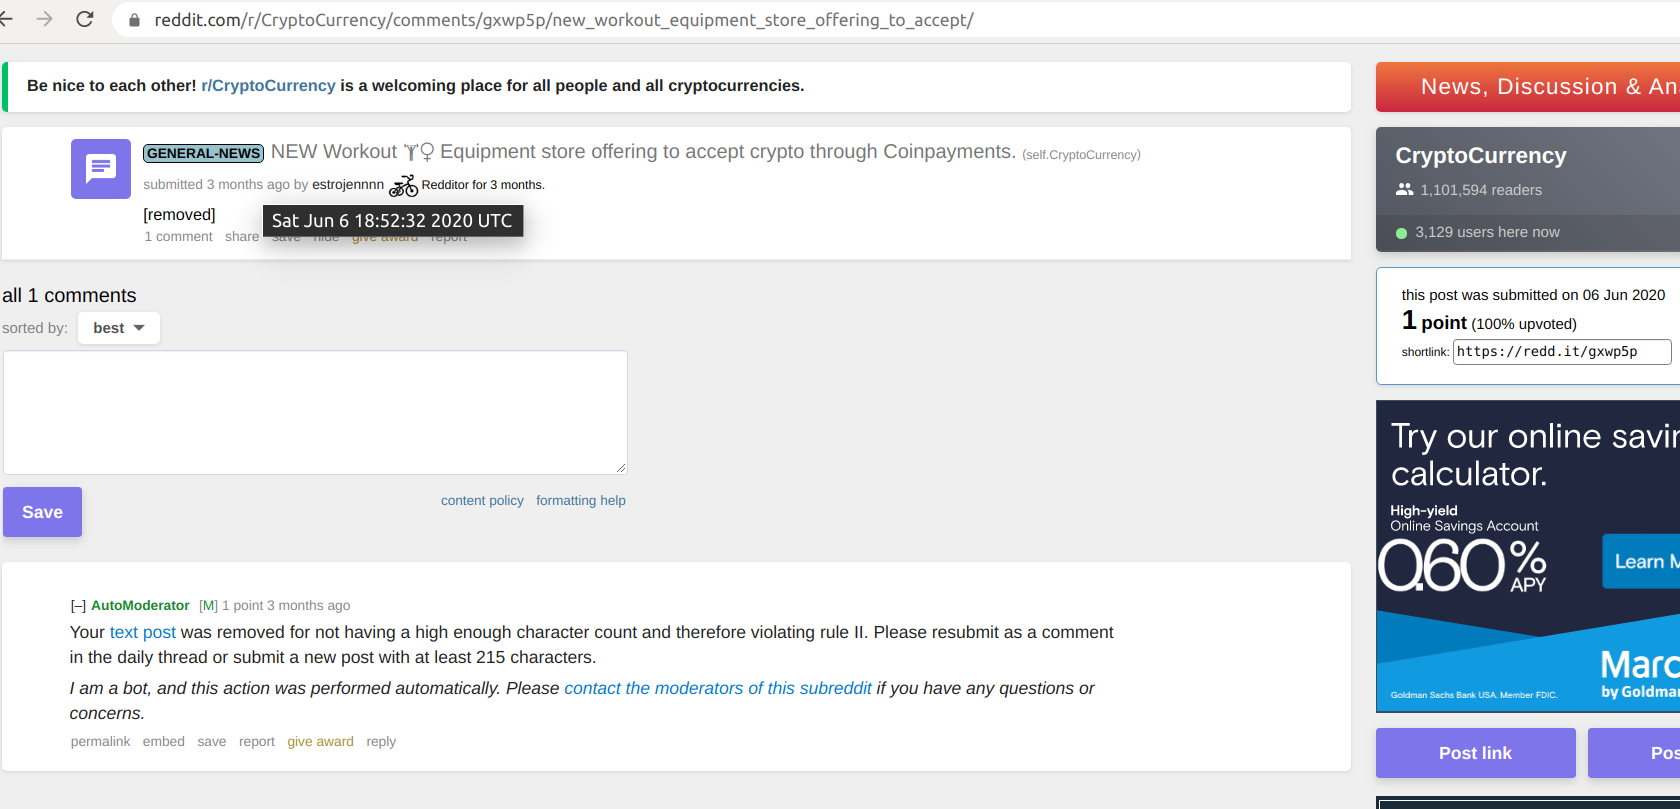 reddit.com/r/CryptoCurrency/comments/gxwp5p/new_workout_equipment_store_offering_to_accept/
Be nice to each other! r/CryptoCurrency is a welcoming place for all people and all cryptocurrencies.
GENERAL-NEWS NEW Workout 🏋♀ Equipment store offering to accept crypto through Coinpayments. (self.CryptoCurrency)
submitted 3 months ago by estrojennnn Redditor for 3 months.
[removed]
Sat Jun 6 18:52:32 2020 UTC
1 comment share save hide give award report
all 1 comments
sorted by: best
Save
content policy formatting help
[–] AutoModerator [M] 1 point 3 months ago
Your text post was removed for not having a high enough character count and therefore violating rule II. Please resubmit as a comment
in the daily thread or submit a new post with at least 215 characters.
I am a bot, and this action was performed automatically. Please contact the moderators of this subreddit if you have any questions or
concerns.
permalink embed save report give award reply
News, Discussion & An
CryptoCurrency
1,101,594 readers
3,129 users here now
this post was submitted on 06 Jun 2020
1 point (100% upvoted)
shortlink: https://redd.it/gxwp5p
Try our online savin
calculator.
High-yield
Online Savings Account
0.60% APY
Learn M
Marc
by Goldma
Goldman Sachs Bank USA. Member FDIC.
Post link
Pos